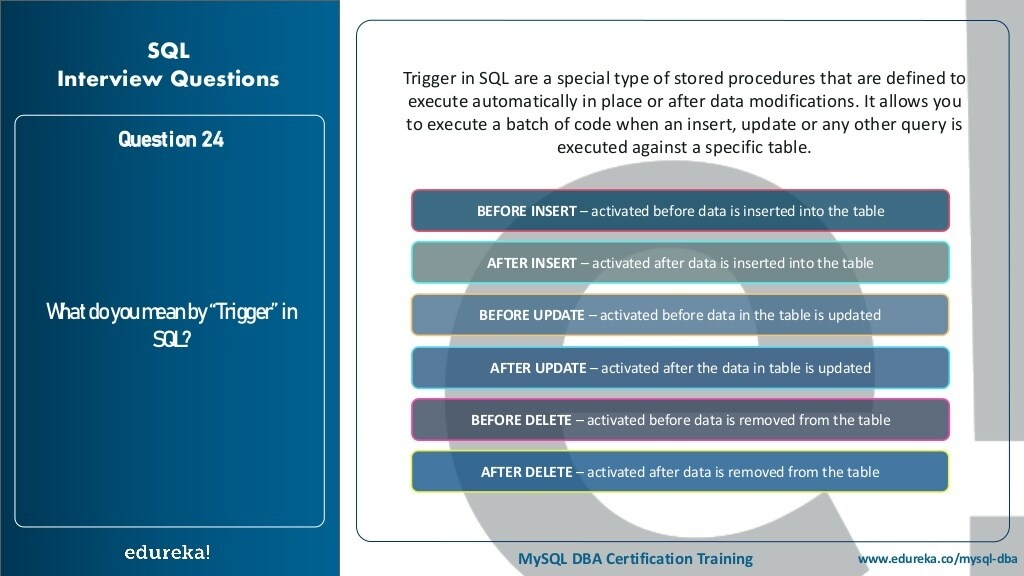 SQL
Interview Questions
Question 24
What do you mean by “Trigger” in
SQL?
edureka!
Trigger in SQL are a special type of stored procedures that are defined to
execute automatically in place or after data modifications. It allows you
to execute a batch of code when an insert, update or any other query is
executed against a specific table.
BEFORE INSERT – activated before data is inserted into the table
AFTER INSERT – activated after data is inserted into the table
BEFORE UPDATE – activated before data in the table is updated
AFTER UPDATE – activated after the data in table is updated
BEFORE DELETE – activated before data is removed from the table
AFTER DELETE – activated after data is removed from the table
MySQL DBA Certification Training
www.edureka.co/mysql-dba